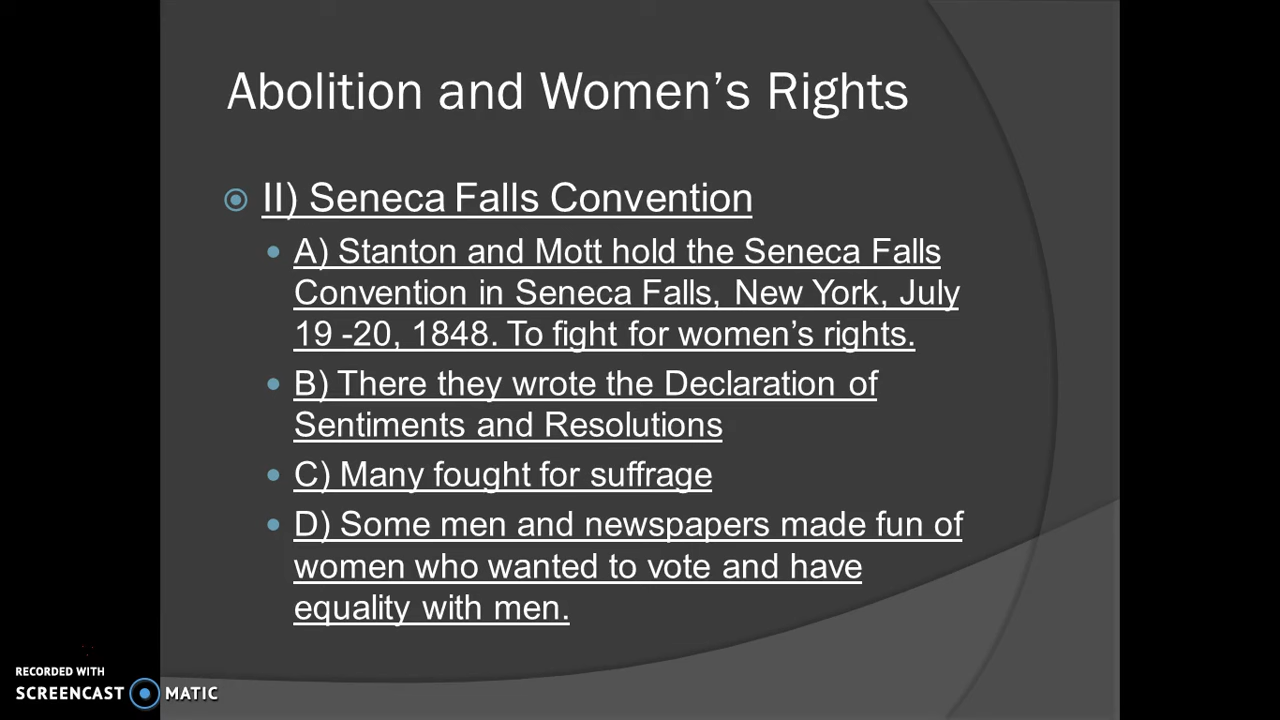 Abolition and Women’s Rights
II) Seneca Falls Convention
A) Stanton and Mott hold the Seneca Falls
Convention in Seneca Falls, New York, July
19 -20, 1848. To fight for women’s rights.
B) There they wrote the Declaration of
Sentiments and Resolutions
C) Many fought for suffrage
D) Some men and newspapers made fun of
women who wanted to vote and have
equality with men.
RECORDED WITH
SCREENCAST MATIC